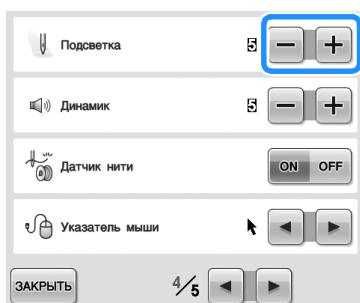 Подсветка 5 − +
Динамик 5 − +
Датчик нити ON OFF
Указатель мыши
ЗАКРЫТЬ 4/5